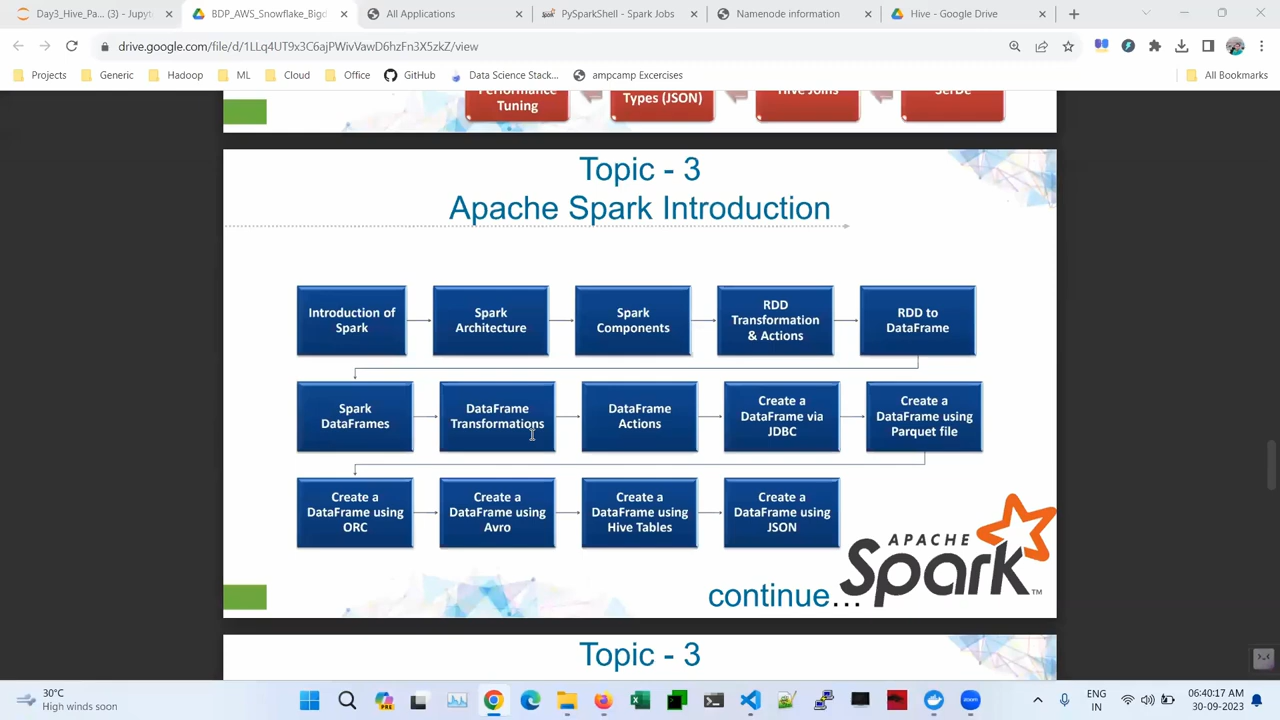 Day3_Hive_Pa... (3) - Jupyt
BDP_AWS_Snowflake_Bigd
All Applications
PySparkShell - Spark Jobs
Namenode information
Hive - Google Drive
drive.google.com/file/d/1LLq4UT9x3C6ajPWivVawD6hzFn3X5zkZ/view
Projects
Generic
Hadoop
ML
Cloud
Office
GitHub
Data Science Stack...
ampcamp Excercises
All Bookmarks
Performance
Tuning
Types (JSON)
Hive Joins
SerDe
Topic - 3
Apache Spark Introduction
Introduction of
Spark
Spark
Architecture
Spark
Components
RDD
Transformation
& Actions
RDD to
DataFrame
Spark
DataFrames
DataFrame
Transformations
DataFrame
Actions
Create a
DataFrame via
JDBC
Create a
DataFrame using
Parquet file
Create a
DataFrame using
ORC
Create a
DataFrame using
Avro
Create a
DataFrame using
Hive Tables
Create a
DataFrame using
JSON
APACHE
Spark™
continue...
Topic - 3
30°C
High winds soon
ENG
IN
06:40:17 AM
30-09-2023